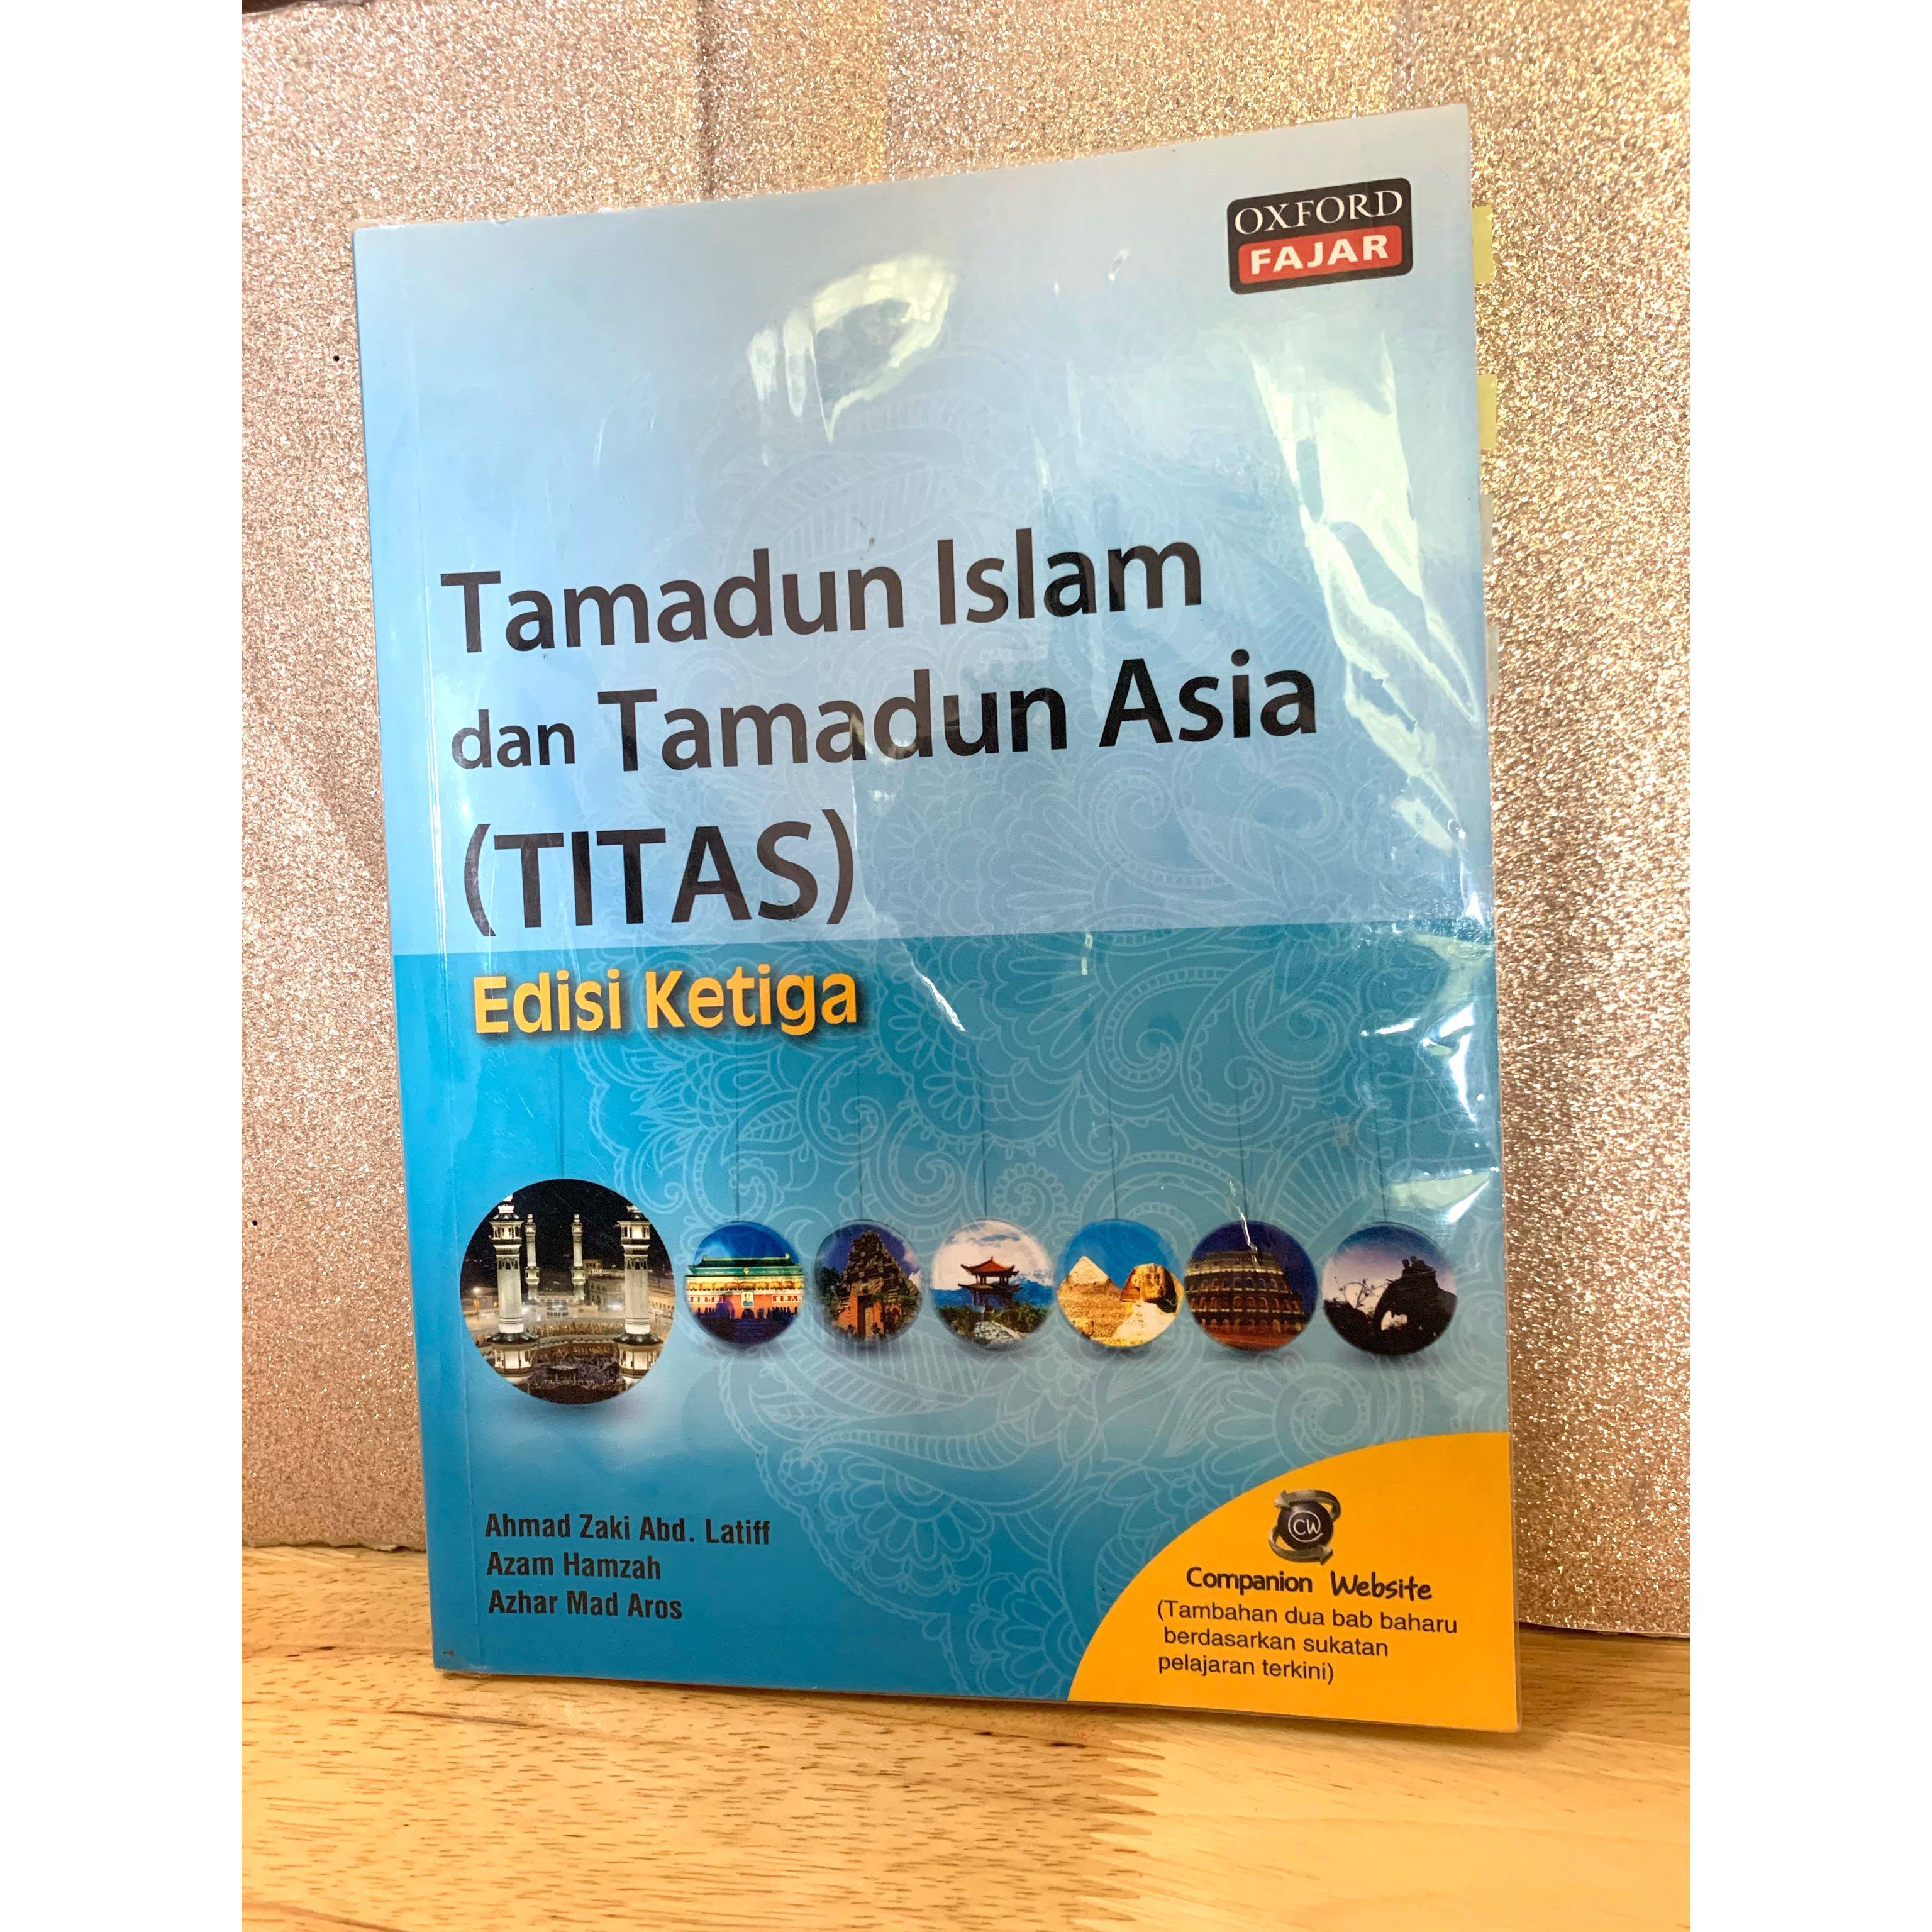 OXFORD
FAJAR
Tamadun Islam
dan Tamadun Asia
(TITAS)
Edisi Ketiga
Ahmad Zaki Abd. Latiff
Azam Hamzah
Azhar Mad Aros
CW
Companion Website
(Tambahan dua bab baharu
berdasarkan sukatan
pelajaran terkini)